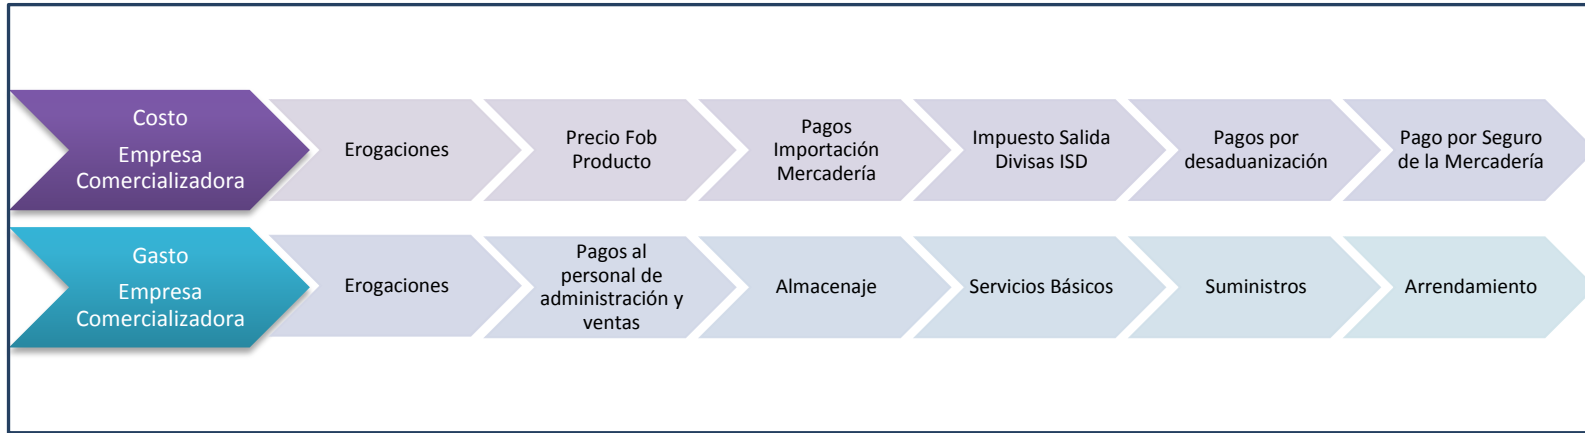 Costo
Empresa
Comercializadora
Erogaciones
Precio Fob
Producto
Pagos
Importación
Mercadería
Impuesto Salida
Divisas ISD
Pagos por
desaduanización
Pago por Seguro
de la Mercadería
Gasto
Empresa
Comercializadora
Erogaciones
Pagos al
personal de
administración y
ventas
Almacenaje
Servicios Básicos
Suministros
Arrendamiento